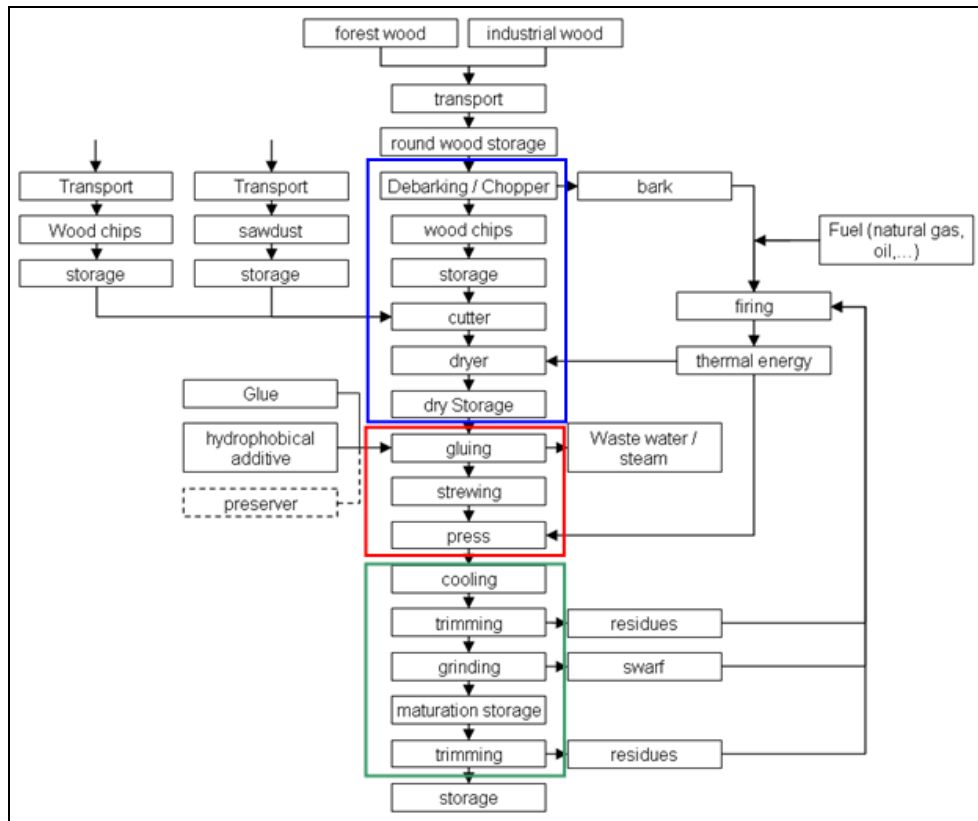 forest wood
industrial wood
transport
round wood storage
Transport
Transport
Debarking / Chopper
bark
Wood chips
sawdust
wood chips
Fuel (natural gas,
oil,...)
storage
storage
storage
firing
cutter
dryer
thermal energy
Glue
dry Storage
hydrophobical
additive
gluing
Waste water /
steam
preserver
strewing
press
cooling
trimming
residues
grinding
swarf
maturation storage
trimming
residues
storage